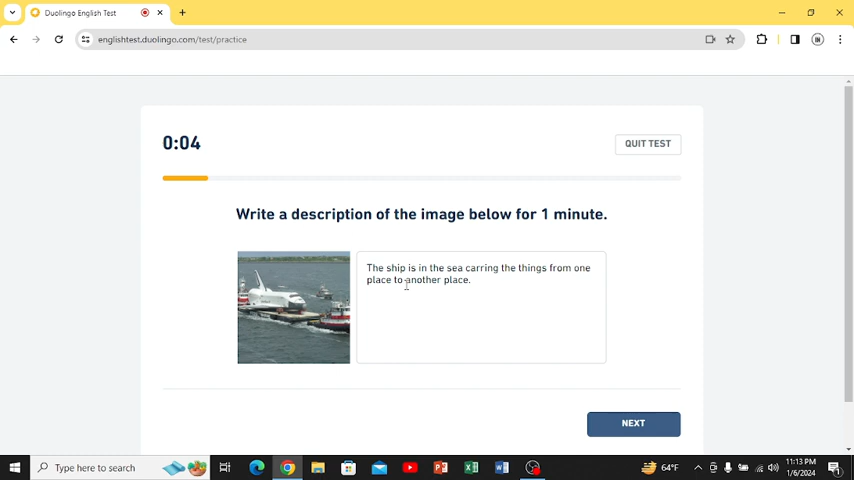 Duolingo English Test
englishtest.duolingo.com/test/practice
IN
0:04
QUIT TEST
Write a description of the image below for 1 minute.
The ship is in the sea carring the things from one
place to another place.
NEXT
Type here to search
64°F
11:13 PM
1/6/2024
1